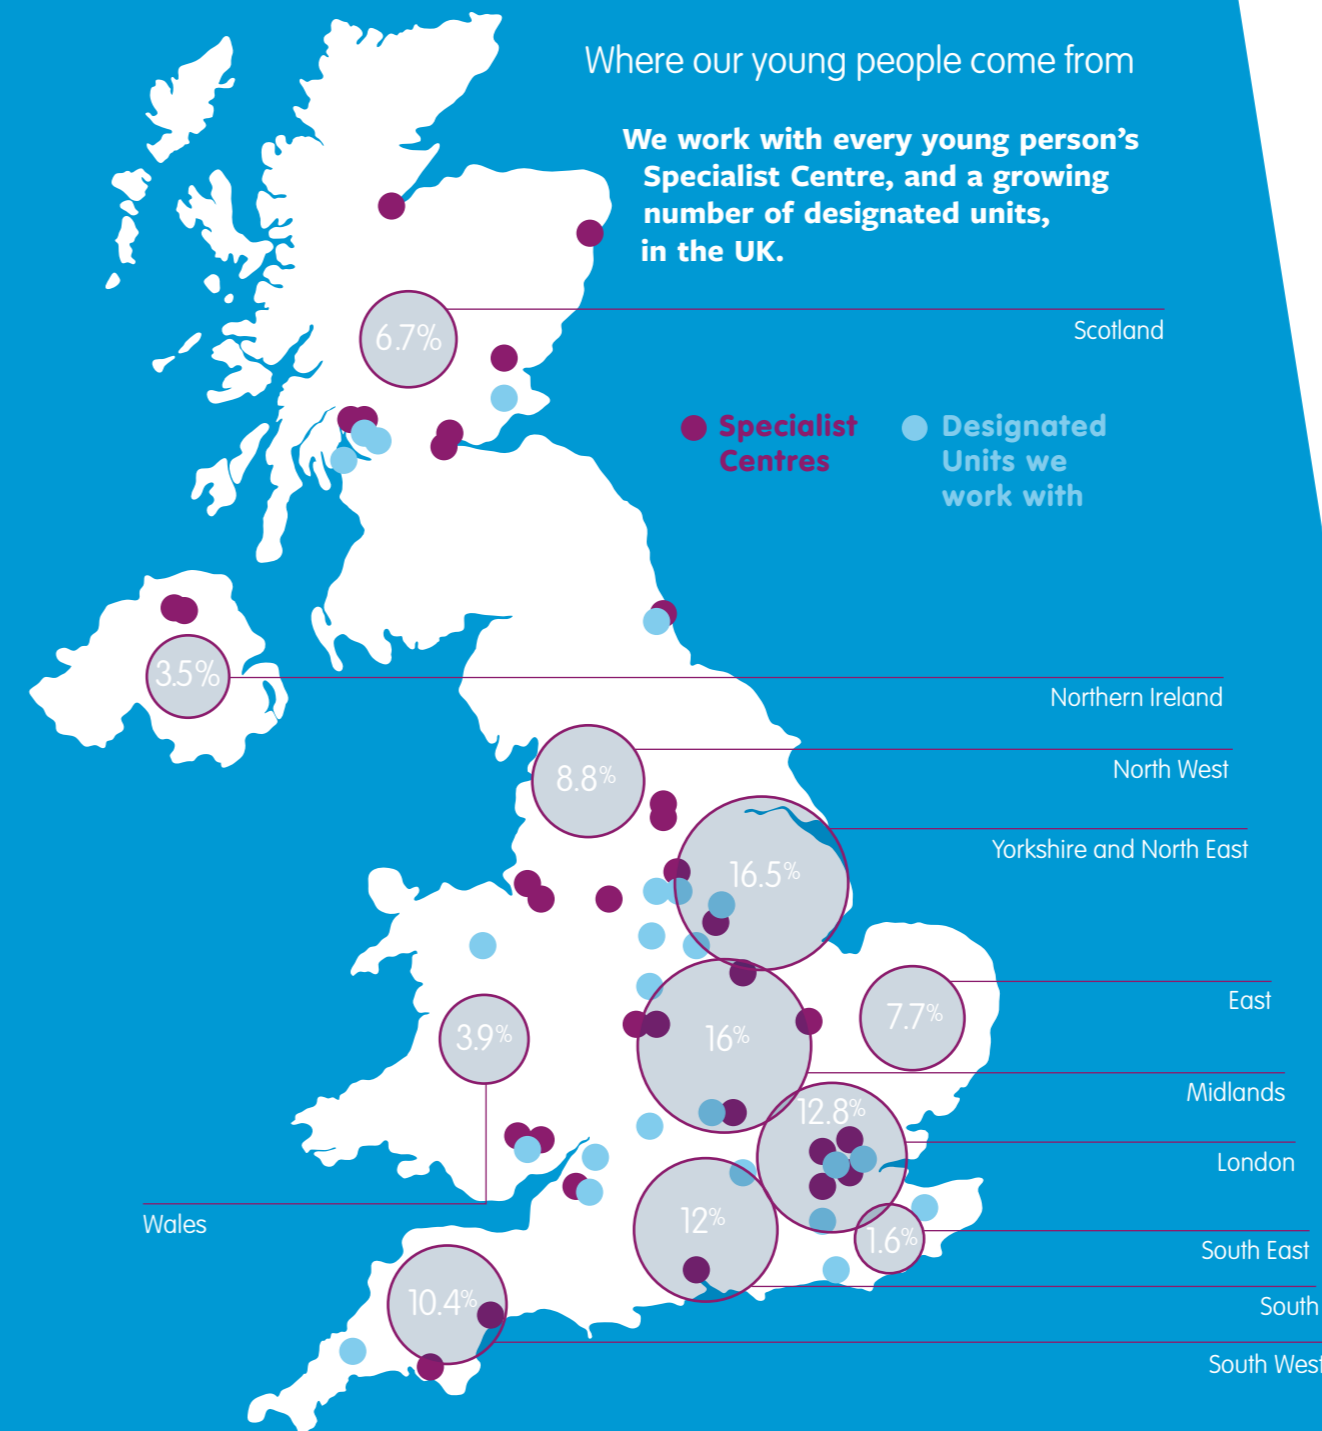 Where our young people come from
We work with every young person’s
Specialist Centre, and a growing
number of designated units,
in the UK.
6.7%
Scotland
Specialist
Centres
Designated
Units we
work with
3.5%
Northern Ireland
8.8%
North West
16.5%
Yorkshire and North East
7.7%
East
3.9%
16%
Midlands
12.8%
London
Wales
12%
1.6%
South East
10.4%
South
South West